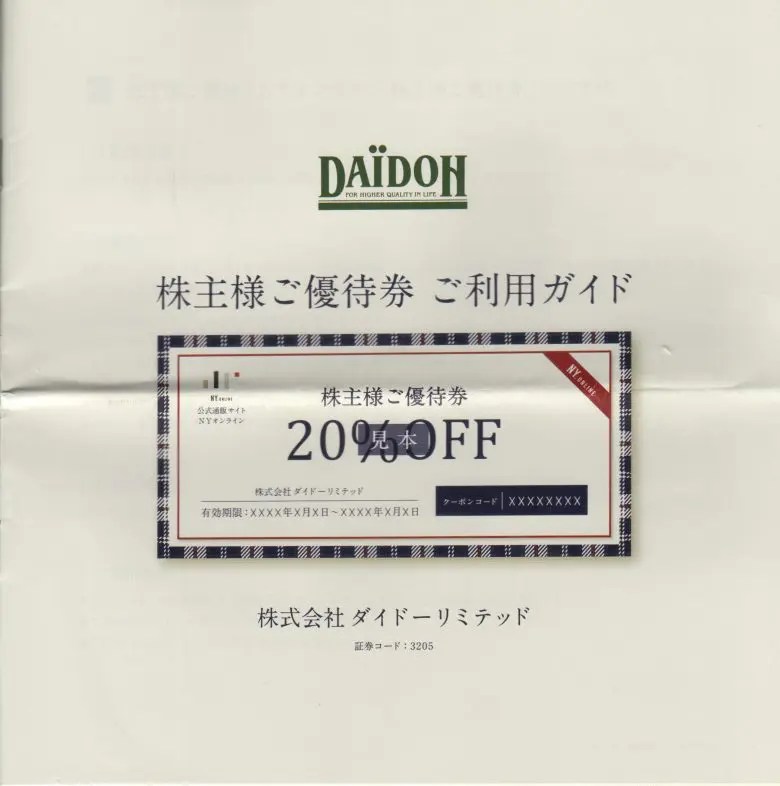 DAÏDOH
FOR HIGHER QUALITY IN LIFE
株主様ご優待券 ご利用ガイド
NY.ONLINE
NY.ONLINE
公式通販サイト
NYオンライン
株主様ご優待券
20%OFF
見本
株式会社ダイドーリミテッド
有効期限：XXXX年X月X日～XXXX年X月X日
クーポンコード XXXXXXXX
株式会社 ダイドーリミテッド
証券コード：3205